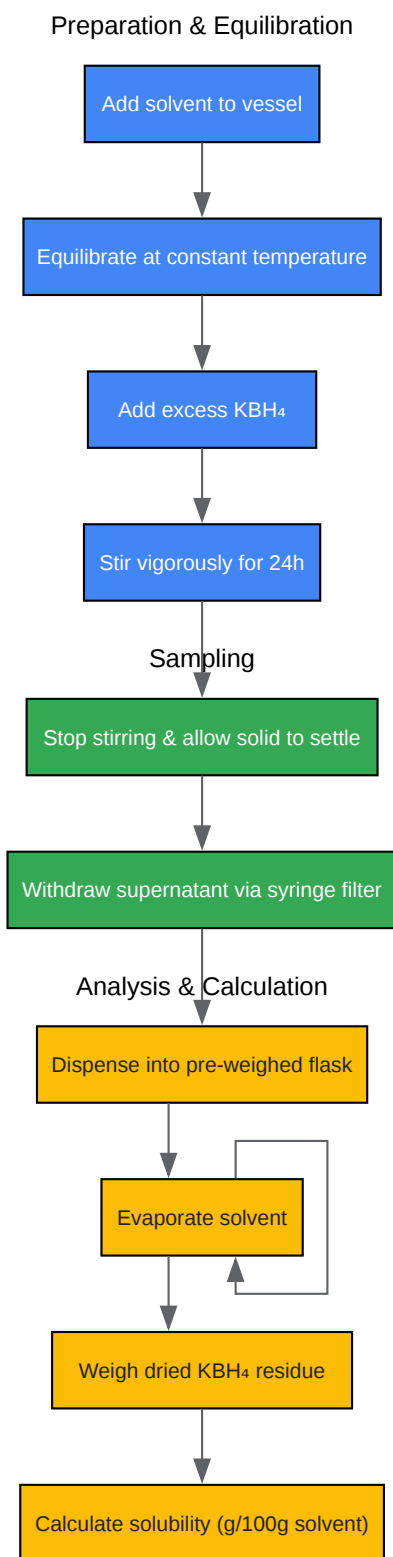 Preparation & Equilibration
Add solvent to vessel
Equilibrate at constant temperature
Add excess KBH₄
Stir vigorously for 24h
Sampling
Stop stirring & allow solid to settle
Withdraw supernatant via syringe filter
Analysis & Calculation
Dispense into pre-weighed flask
Evaporate solvent
Weigh dried KBH₄ residue
Calculate solubility (g/100g solvent)